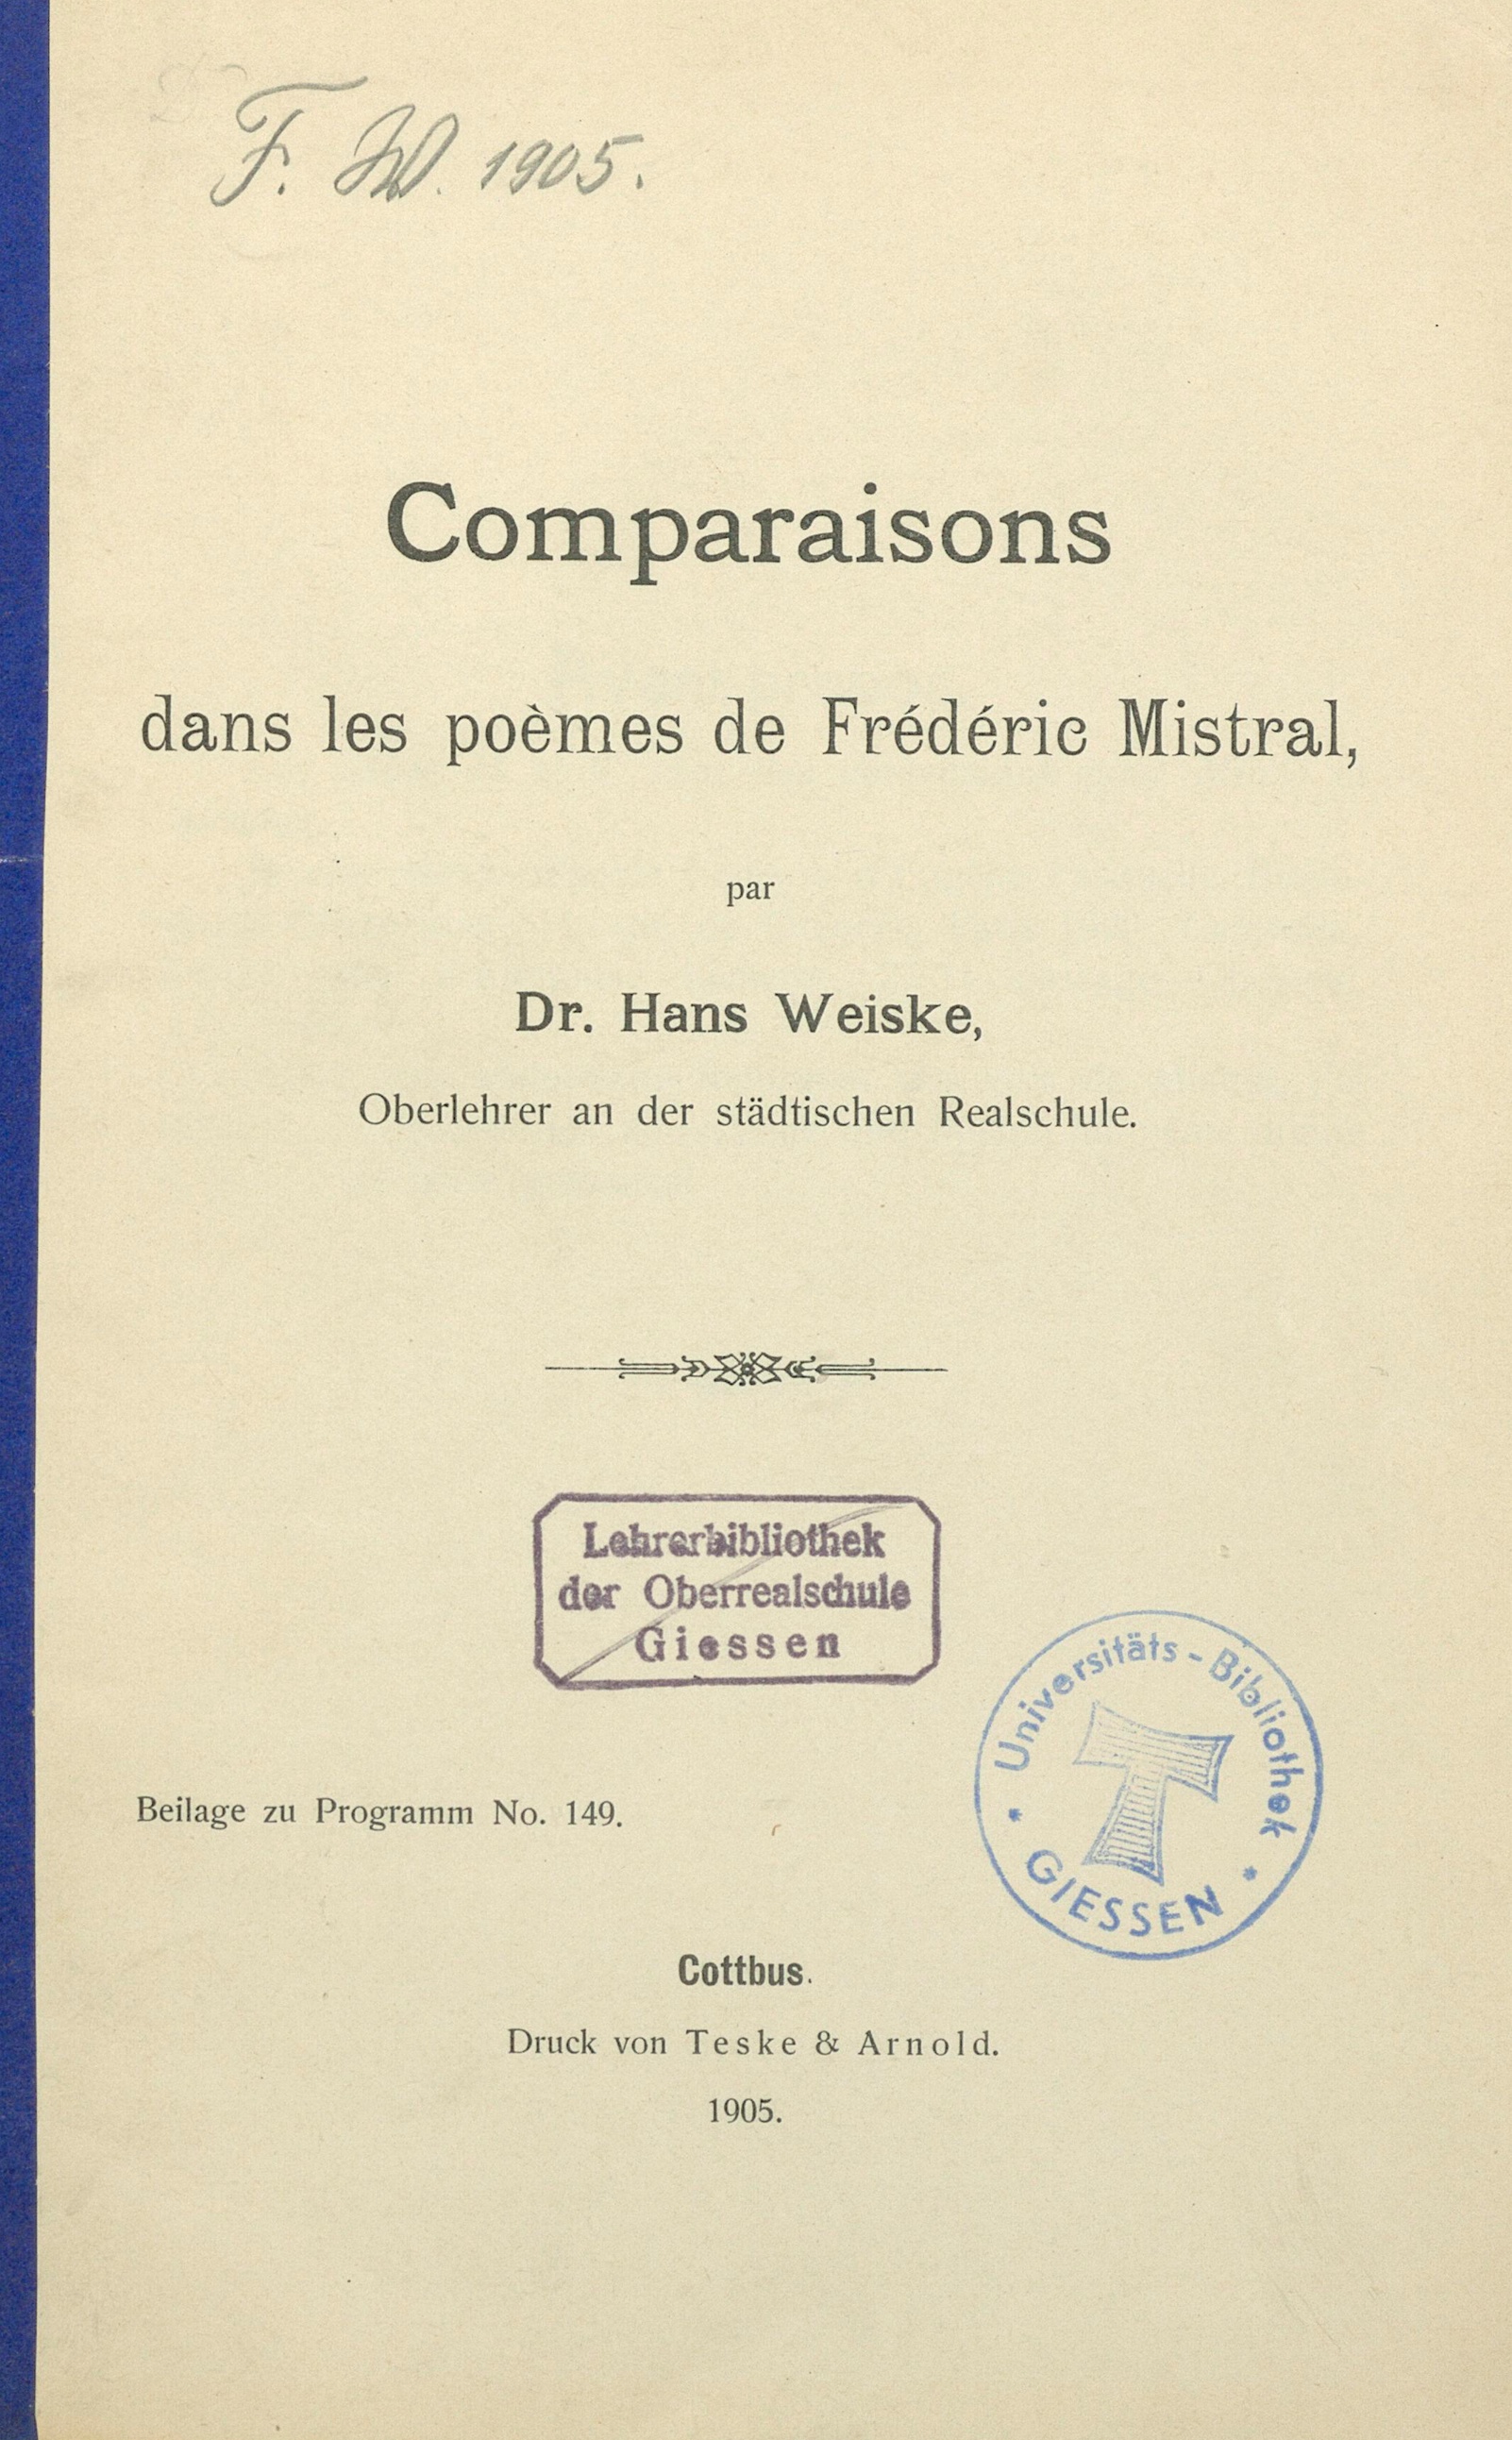 F. W. 1905.
Comparaisons
dans les poèmes de Frédéric Mistral,
par
Dr. Hans Weiske,
Oberlehrer an der städtischen Realschule.
Lehrerbibliothek
der Oberrealschule
Giessen
Universitäts-Bibliothek
* GIESSEN *
Beilage zu Programm No. 149.
Cottbus.
Druck von Teske & Arnold.
1905.